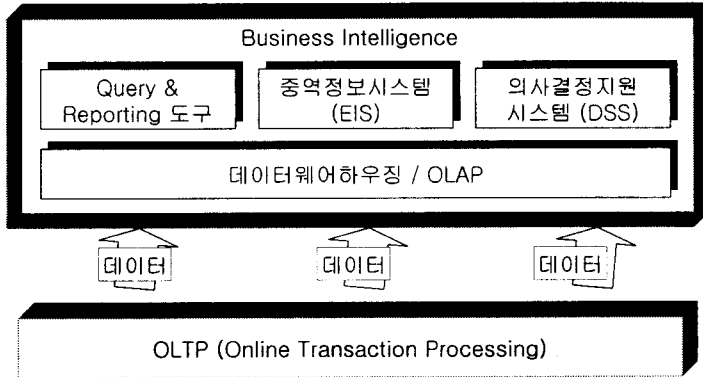 Business Intelligence
Query &
Reporting 도구
중역정보시스템
(EIS)
의사결정지원
시스템 (DSS)
데이터웨어하우징 / OLAP
데이터
데이터
데이터
OLTP (Online Transaction Processing)